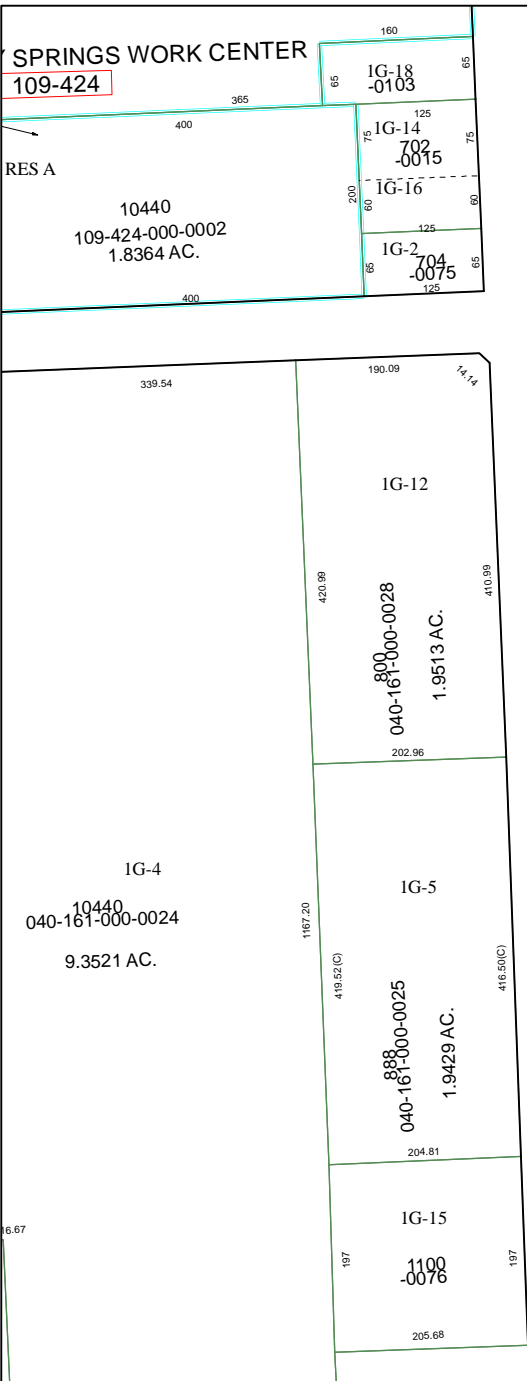 160
Y SPRINGS WORK CENTER
109-424
65
1G-18
-0103
65
365
400
125
1G-14
75
702
-0015
75
RES A
1G-16
200
60
60
10440
109-424-000-0002
1.8364 AC.
125
1G-2
704
-0075
65
65
125
400
339.54
190.09
14.14
1G-12
420.99
410.99
800
040-161-000-0028
1.9513 AC.
202.96
1G-4
10440
040-161-000-0024
9.3521 AC.
1167.20
1G-5
419.52(C)
416.50(C)
888
040-161-000-0025
1.9429 AC.
204.81
1G-15
16.67
197
1100
-0076
197
205.68